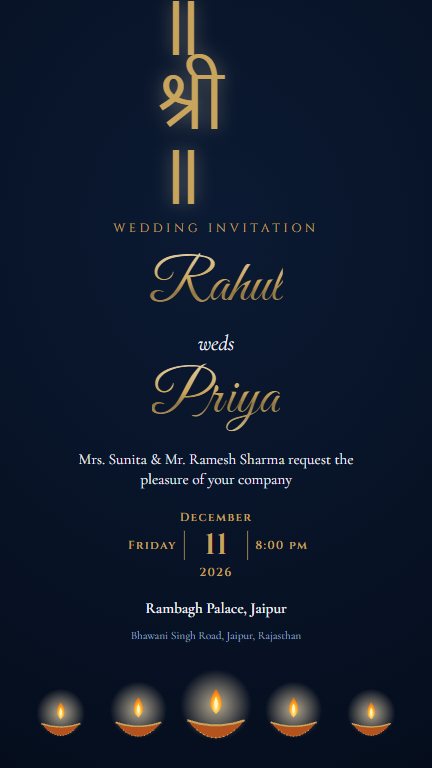 ॥
श्री
॥
WEDDING INVITATION
Rahul
weds
Priya
Mrs. Sunita & Mr. Ramesh Sharma request the
pleasure of your company
DECEMBER
FRIDAY 11 8:00 PM
2026
Rambagh Palace, Jaipur
Bhawani Singh Road, Jaipur, Rajasthan